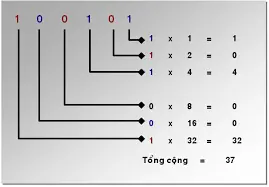 1 0 0 1 0 1
1 x 1 = 1
1 x 2 = 0
1 x 4 = 4
0 x 8 = 0
0 x 16 = 0
1 x 32 = 32
Tổng cộng = 37